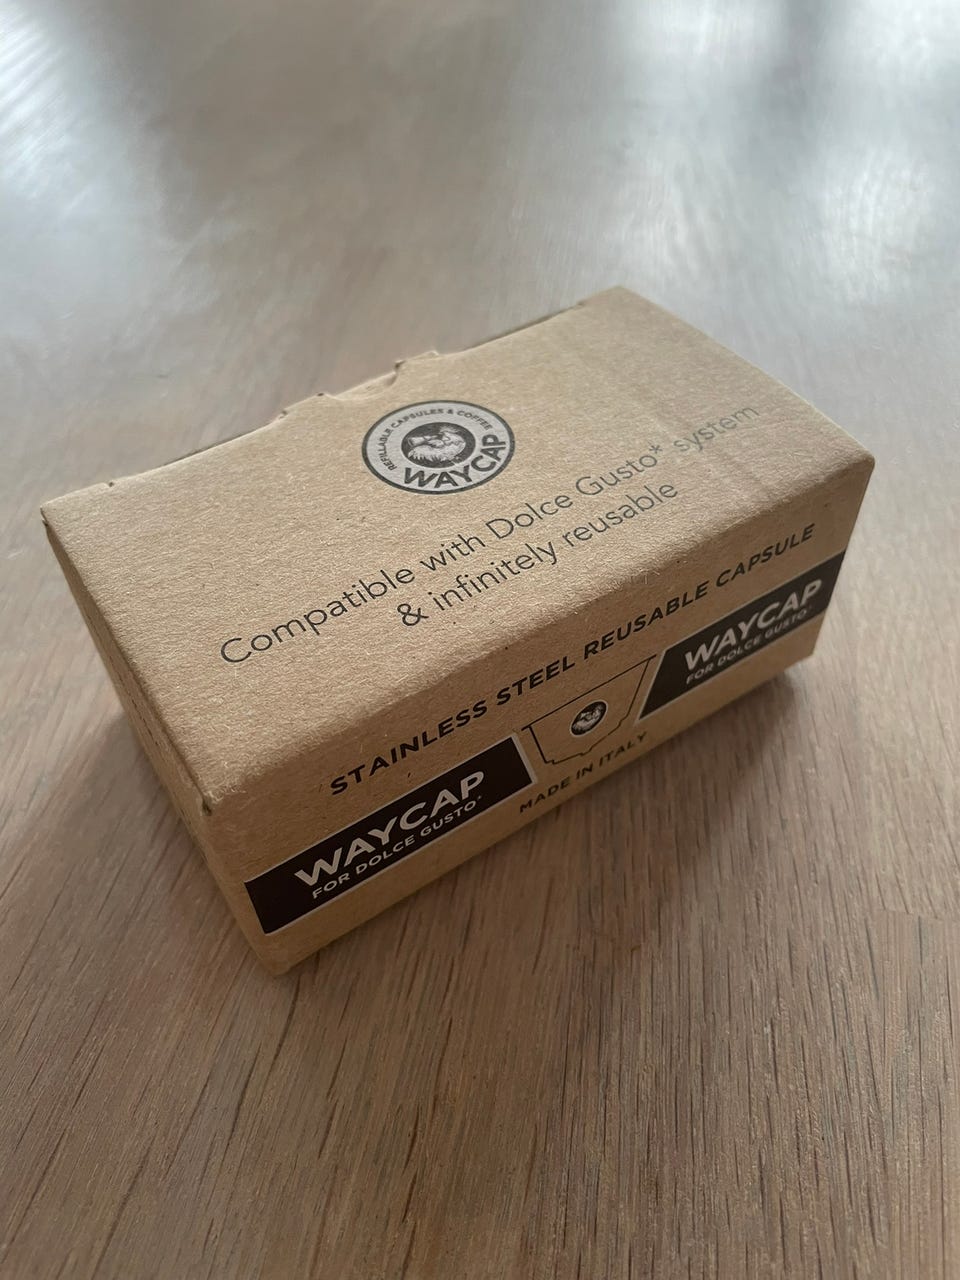 REFILLABLE CAPSULES & COFFEE
WAYCAP
Compatible with Dolce Gusto* system
& infinitely reusable
STAINLESS STEEL REUSABLE CAPSULE
WAYCAP
FOR DOLCE GUSTO*
MADE IN ITALY
WAYCAP
FOR DOLCE GUSTO*